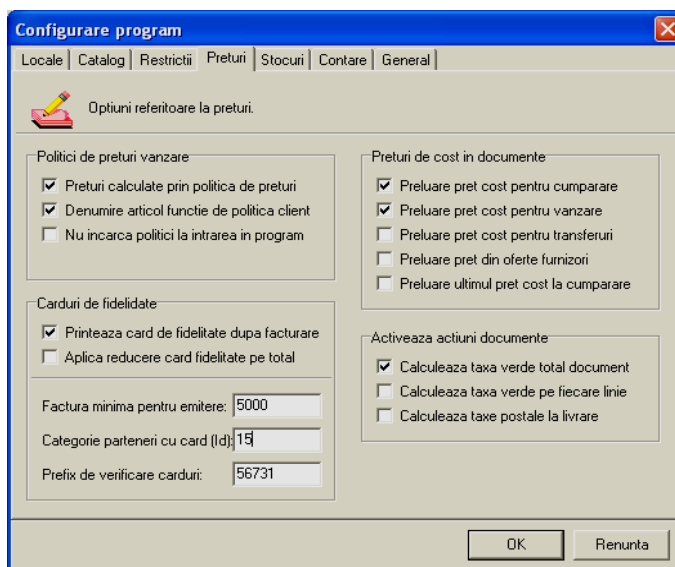 Configurare program
Locale Catalog Restrictii Preturi Stocuri Contare General
Optiuni referitoare la preturi.
Politici de preturi vanzare
Preturi calculate prin politica de preturi
Denumire articol functie de politica client
Nu incarca politici la intrarea in program
Carduri de fidelidate
Printeaza card de fidelitate dupa facturare
Aplica reducere card fidelitate pe total
Factura minima pentru emitere: 5000
Categorie parteneri cu card (Id): 15
Prefix de verificare carduri: 56731
Preturi de cost in documente
Preluare pret cost pentru cumparare
Preluare pret cost pentru vanzare
Preluare pret cost pentru transferuri
Preluare pret din oferte furnizori
Preluare ultimul pret cost la cumparare
Activeaza actiuni documente
Calculeaza taxa verde total document
Calculeaza taxa verde pe fiecare linie
Calculeaza taxe postale la livrare
OK Renunta